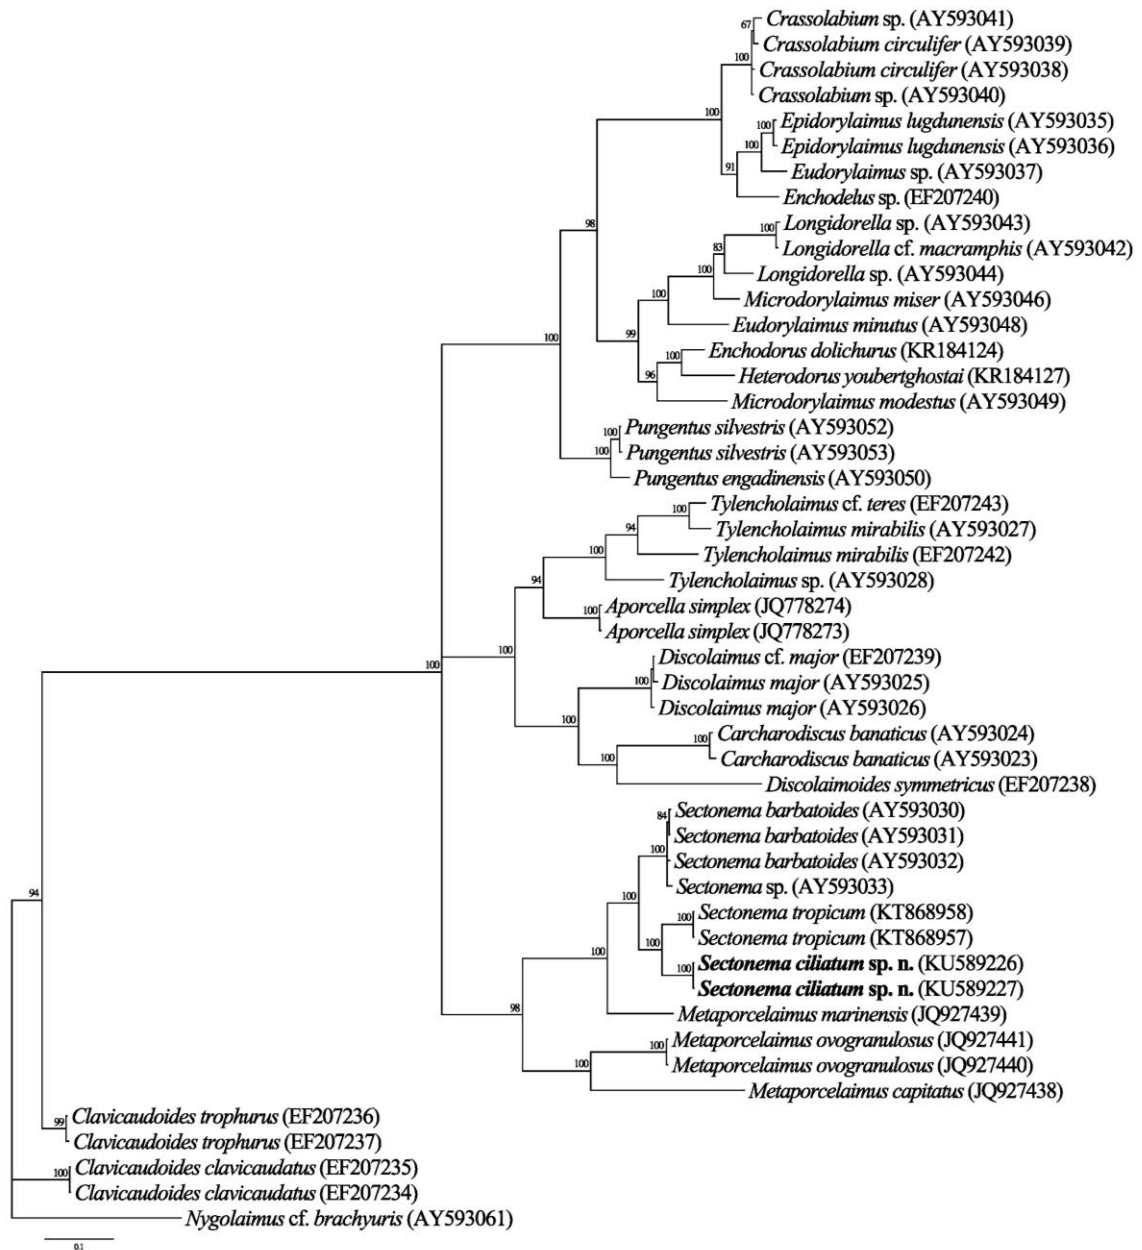 Crassolabium sp. (AY593041)
67
Crassolabium circulifer (AY593039)
100
Crassolabium circulifer (AY593038)
Crassolabium sp. (AY593040)
100
100
Epidorylaimus lugdunensis (AY593035)
Epidorylaimus lugdunensis (AY593036)
100
91
Eudorylaimus sp. (AY593037)
Enchodelus sp. (EF207240)
98
100
Longidorella sp. (AY593043)
83
Longidorella cf. macramphis (AY593042)
100
Longidorella sp. (AY593044)
100
Microdorylaimus miser (AY593046)
Eudorylaimus minutus (AY593048)
100
99
100
Enchodorus dolichurus (KR184124)
96
Heterodorus youbertghostai (KR184127)
Microdorylaimus modestus (AY593049)
100
Pungentus silvestris (AY593052)
100
Pungentus silvestris (AY593053)
Pungentus engadinensis (AY593050)
100
Tylencholaimus cf. teres (EF207243)
94
Tylencholaimus mirabilis (AY593027)
100
Tylencholaimus mirabilis (EF207242)
94
Tylencholaimus sp. (AY593028)
100
Aporcella simplex (JQ778274)
Aporcella simplex (JQ778273)
100
100
Discolaimus cf. major (EF207239)
100
Discolaimus major (AY593025)
Discolaimus major (AY593026)
100
100
Carcharodiscus banaticus (AY593024)
100
Carcharodiscus banaticus (AY593023)
Discolaimoides symmetricus (EF207238)
84
Sectonema barbatoides (AY593030)
Sectonema barbatoides (AY593031)
100
Sectonema barbatoides (AY593032)
Sectonema sp. (AY593033)
94
100
100
Sectonema tropicum (KT868958)
100
Sectonema tropicum (KT868957)
100
100
Sectonema ciliatum sp. n. (KU589226)
Sectonema ciliatum sp. n. (KU589227)
98
Metaporcelaimus marinensis (JQ927439)
100
Metaporcelaimus ovogranulosus (JQ927441)
100
Metaporcelaimus ovogranulosus (JQ927440)
Metaporcelaimus capitatus (JQ927438)
99
Clavicaudoides trophurus (EF207236)
Clavicaudoides trophurus (EF207237)
100
Clavicaudoides clavicaudatus (EF207235)
Clavicaudoides clavicaudatus (EF207234)
Nygolaimus cf. brachyuris (AY593061)
0.1